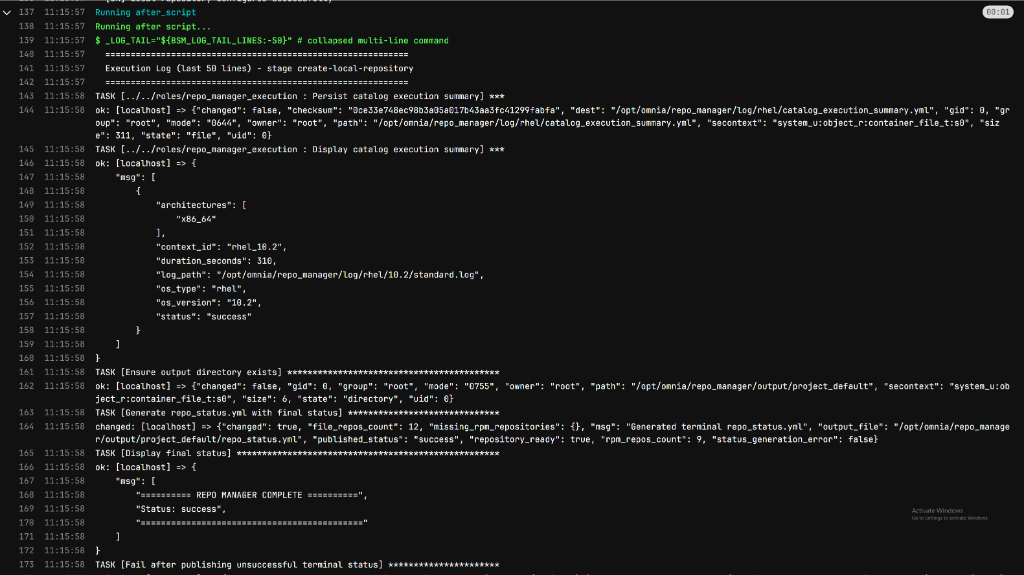 00:01
137 11:15:57 Running after_script
138 11:15:57 Running after script...
139 11:15:57 $ _LOG_TAIL="${BSM_LOG_TAIL_LINES:-50}" # collapsed multi-line command
140 11:15:57 ============================================================
141 11:15:57 Execution Log (last 50 lines) - stage create-local-repository
142 11:15:57 ============================================================
143 11:15:58 TASK [../../roles/repo_manager_execution : Persist catalog execution summary] ***
144 11:15:58 ok: [localhost] => {"changed": false, "checksum": "0ce33e748ec98b3a05a017b43aa3fc41299fabfa", "dest": "/opt/omnia/repo_manager/log/rhel/catalog_execution_summary.yml", "gid": 0, "gr
oup": "root", "mode": "0644", "owner": "root", "path": "/opt/omnia/repo_manager/log/rhel/catalog_execution_summary.yml", "secontext": "system_u:object_r:container_file_t:s0", "siz
e": 311, "state": "file", "uid": 0}
145 11:15:58 TASK [../../roles/repo_manager_execution : Display catalog execution summary] ***
146 11:15:58 ok: [localhost] => {
147 11:15:58 "msg": [
148 11:15:58 {
149 11:15:58 "architectures": [
150 11:15:58 "x86_64"
151 11:15:58 ],
152 11:15:58 "context_id": "rhel_10.2",
153 11:15:58 "duration_seconds": 310,
154 11:15:58 "log_path": "/opt/omnia/repo_manager/log/rhel/10.2/standard.log",
155 11:15:58 "os_type": "rhel",
156 11:15:58 "os_version": "10.2",
157 11:15:58 "status": "success"
158 11:15:58 }
159 11:15:58 ]
160 11:15:58 }
161 11:15:58 TASK [Ensure output directory exists] ******************************************
162 11:15:58 ok: [localhost] => {"changed": false, "gid": 0, "group": "root", "mode": "0755", "owner": "root", "path": "/opt/omnia/repo_manager/output/project_default", "secontext": "system_u:ob
ject_r:container_file_t:s0", "size": 6, "state": "directory", "uid": 0}
163 11:15:58 TASK [Generate repo_status.yml with final status] ******************************
164 11:15:58 changed: [localhost] => {"changed": true, "file_repos_count": 12, "missing_rpm_repositories": {}, "msg": "Generated terminal repo_status.yml", "output_file": "/opt/omnia/repo_manage
r/output/project_default/repo_status.yml", "published_status": "success", "repository_ready": true, "rpm_repos_count": 9, "status_generation_error": false}
165 11:15:58 TASK [Display final status] ****************************************************
166 11:15:58 ok: [localhost] => {
167 11:15:58 "msg": [
168 11:15:58 "========== REPO MANAGER COMPLETE ==========",
169 11:15:58 "Status: success",
170 11:15:58 "============================================"
171 11:15:58 ]
172 11:15:58 }
173 11:15:58 TASK [Fail after publishing unsuccessful terminal status] **********************
Activate Windows
Go to Settings to activate Windows.